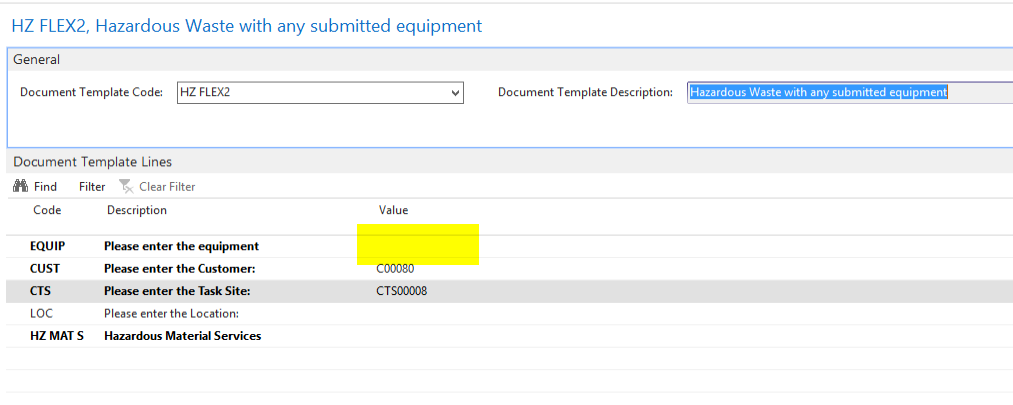 HZ FLEX2, Hazardous Waste with any submitted equipment
General
Document Template Code: HZ FLEX2 Document Template Description: Hazardous Waste with any submitted equipment
Document Template Lines
Find Filter Clear Filter
Code Description Value
EQUIP Please enter the equipment
CUST Please enter the Customer: C00080
CTS Please enter the Task Site: CTS00008
LOC Please enter the Location:
HZ MAT S Hazardous Material Services